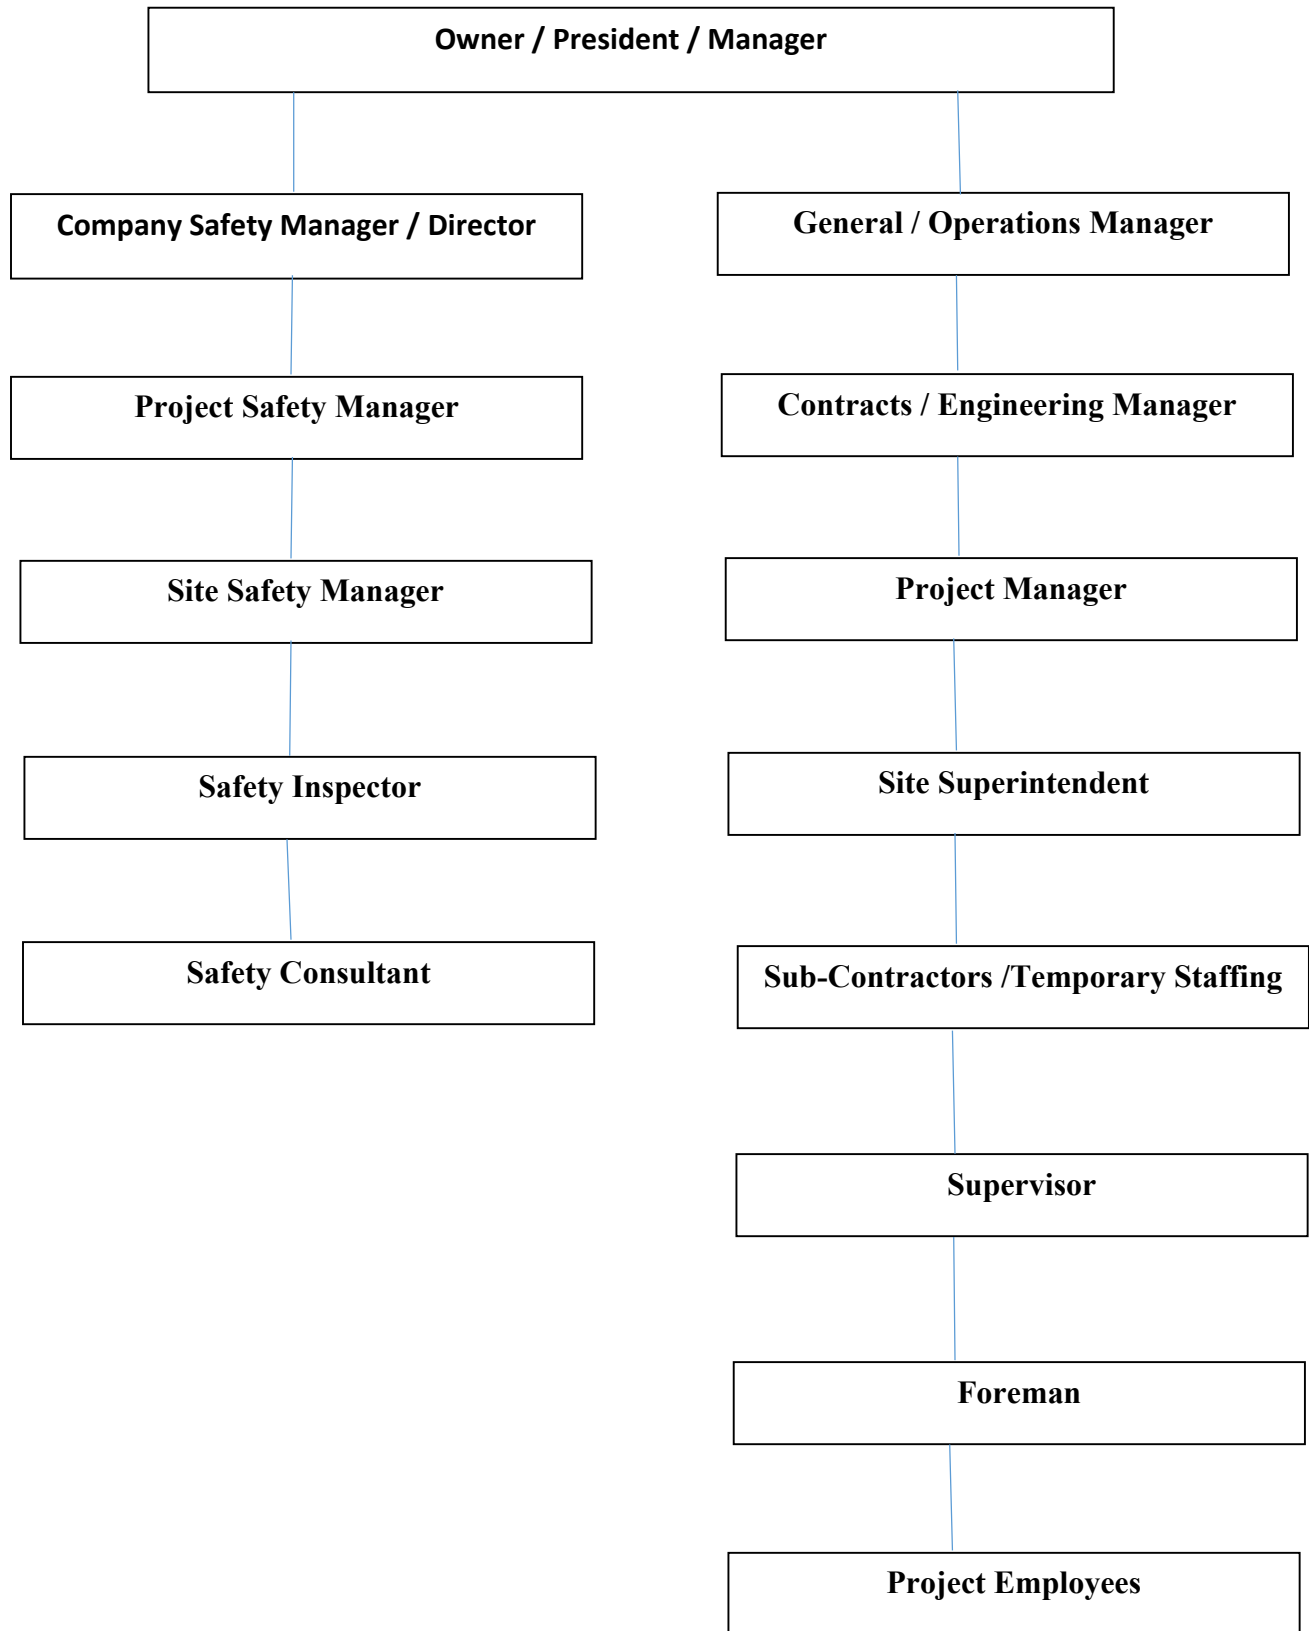 Owner / President / Manager
Company Safety Manager / Director
General / Operations Manager
Project Safety Manager
Contracts / Engineering Manager
Site Safety Manager
Project Manager
Safety Inspector
Site Superintendent
Safety Consultant
Sub-Contractors /Temporary Staffing
Supervisor
Foreman
Project Employees